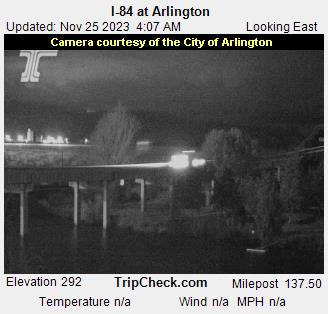 I-84 at Arlington
Updated: Nov 25 2023 4:07 AM Looking East
Camera courtesy of the City of Arlington
Elevation 292 TripCheck.com Milepost 137.50
Temperature n/a Wind n/a MPH n/a